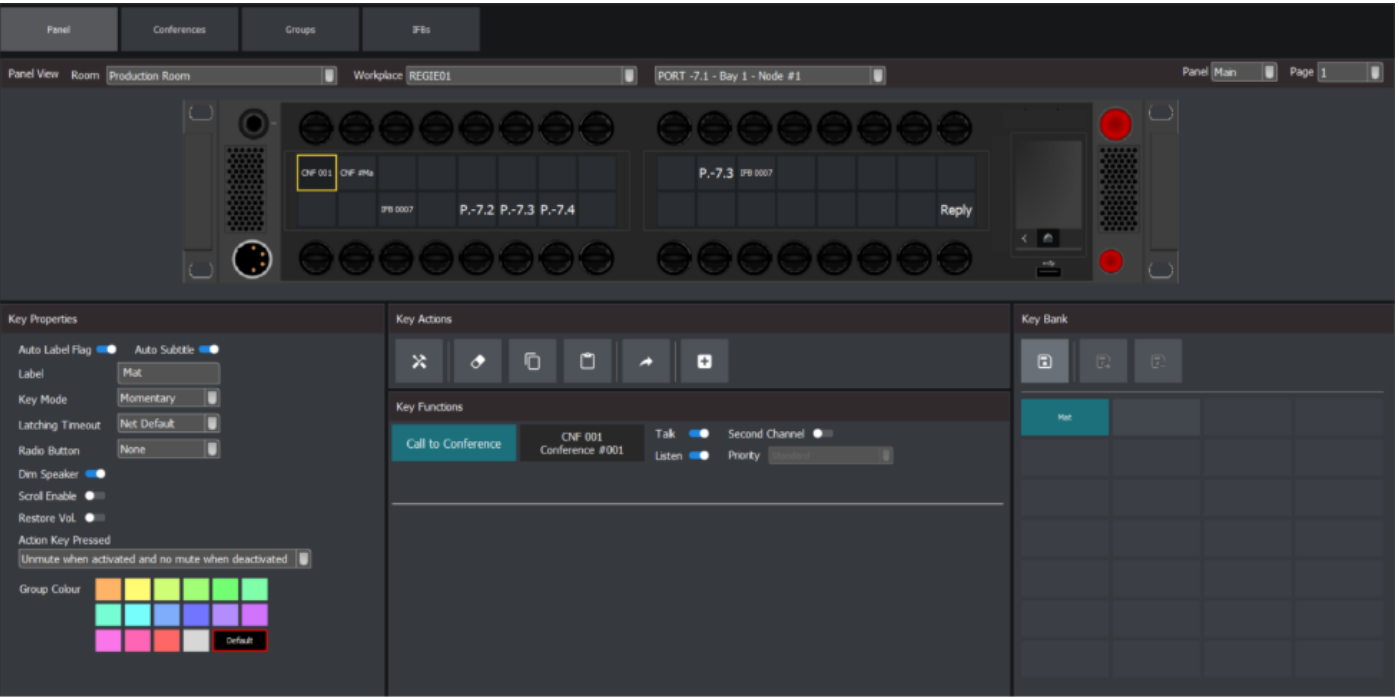 Panel Conferences Groups IFBs
Panel View Room Production Room Workplace REGIE01 PORT -7.1 - Bay 1 - Node #1 Panel Main Page 1
CNF 001 CNF #Ma P.-7.3 IFB 0007
IFB 0007 P.-7.2 P.-7.3 P.-7.4 Reply
Key Properties
Auto Label Flag Auto Subtitle
Label Mat
Key Mode Momentary
Latching Timeout Net Default
Radio Button None
Dim Speaker
Scroll Enable
Restore Vol.
Action Key Pressed
Unmute when activated and no mute when deactivated
Group Colour
Default
Key Actions
Key Functions
Call to Conference
CNF 001
Conference #001
Talk Second Channel
Listen Priority Standard
Key Bank
Mat